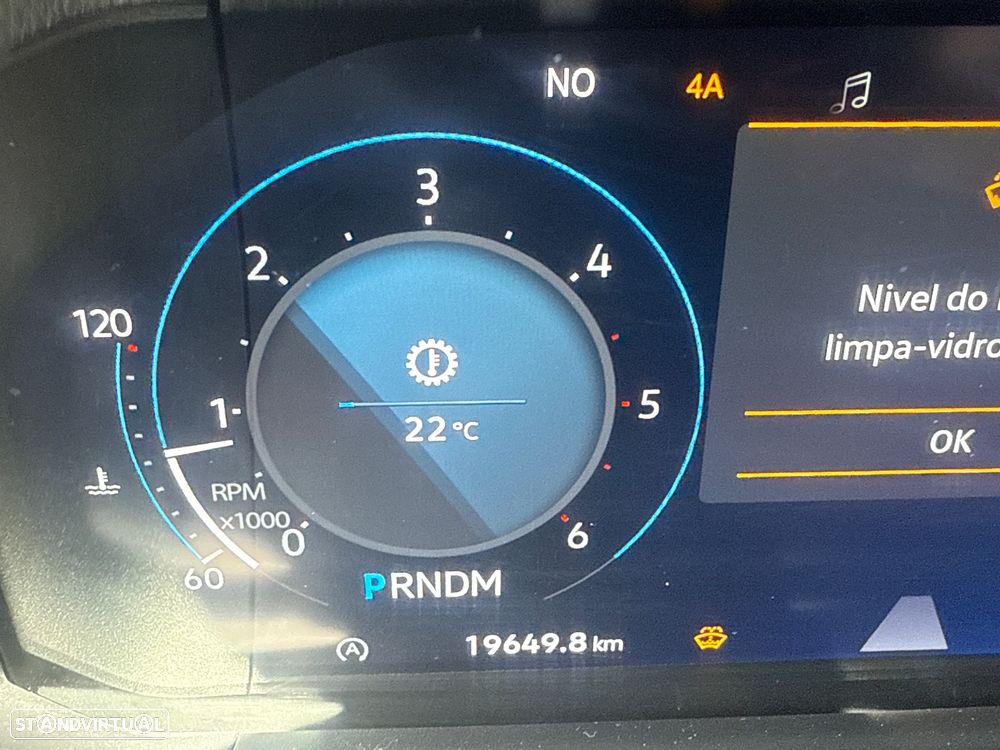 NO 4A
3
2 4
120
Nivel do
limpa-vidro
1 5
22 °C
OK
RPM
x1000
0 6
60
PRNDM
A 19649.8 km
STANDVIRTUAL